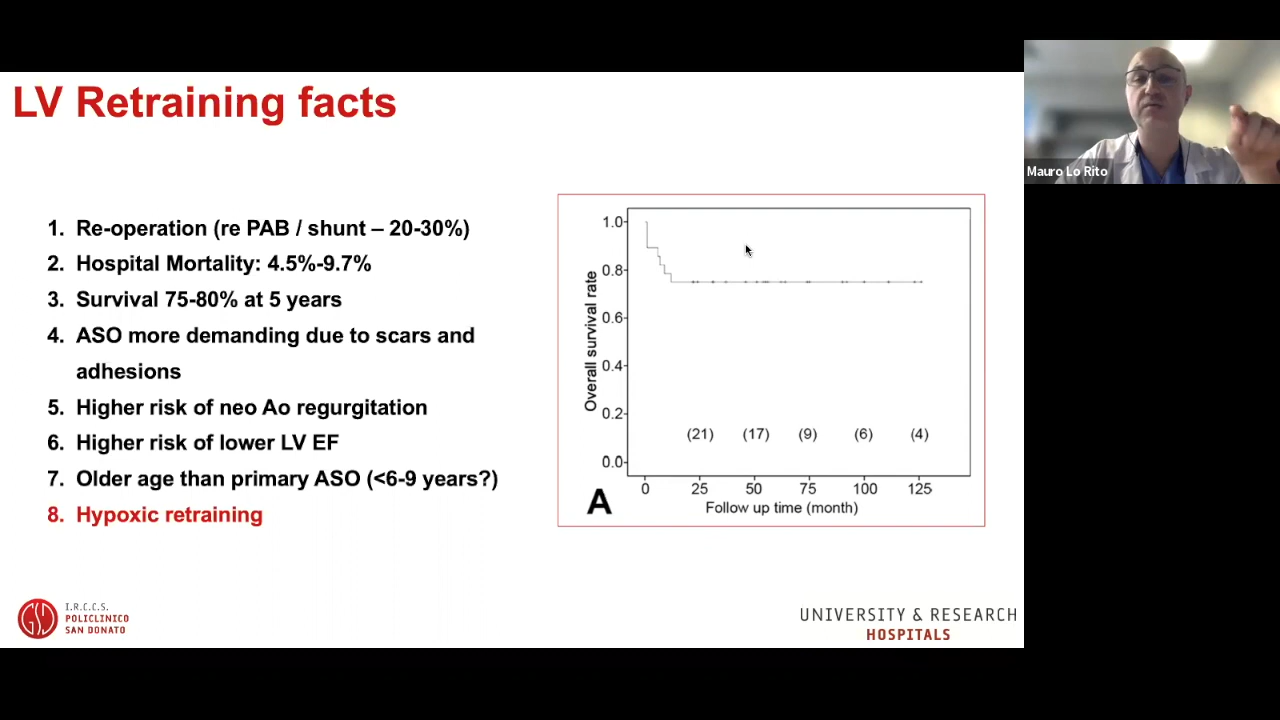 LV Retraining facts
Mauro Lo Rito
1. Re-operation (re PAB / shunt – 20-30%)
2. Hospital Mortality: 4.5%-9.7%
3. Survival 75-80% at 5 years
4. ASO more demanding due to scars and
adhesions
5. Higher risk of neo Ao regurgitation
6. Higher risk of lower LV EF
7. Older age than primary ASO (<6-9 years?)
8. Hypoxic retraining
Overall survival rate
1.0
0.8
0.6
0.4
0.2
0.0
(21) (17) (9) (6) (4)
0 25 50 75 100 125
Follow up time (month)
A
GSD
I.R.C.C.S.
POLICLINICO
SAN DONATO
UNIVERSITY & RESEARCH
HOSPITALS